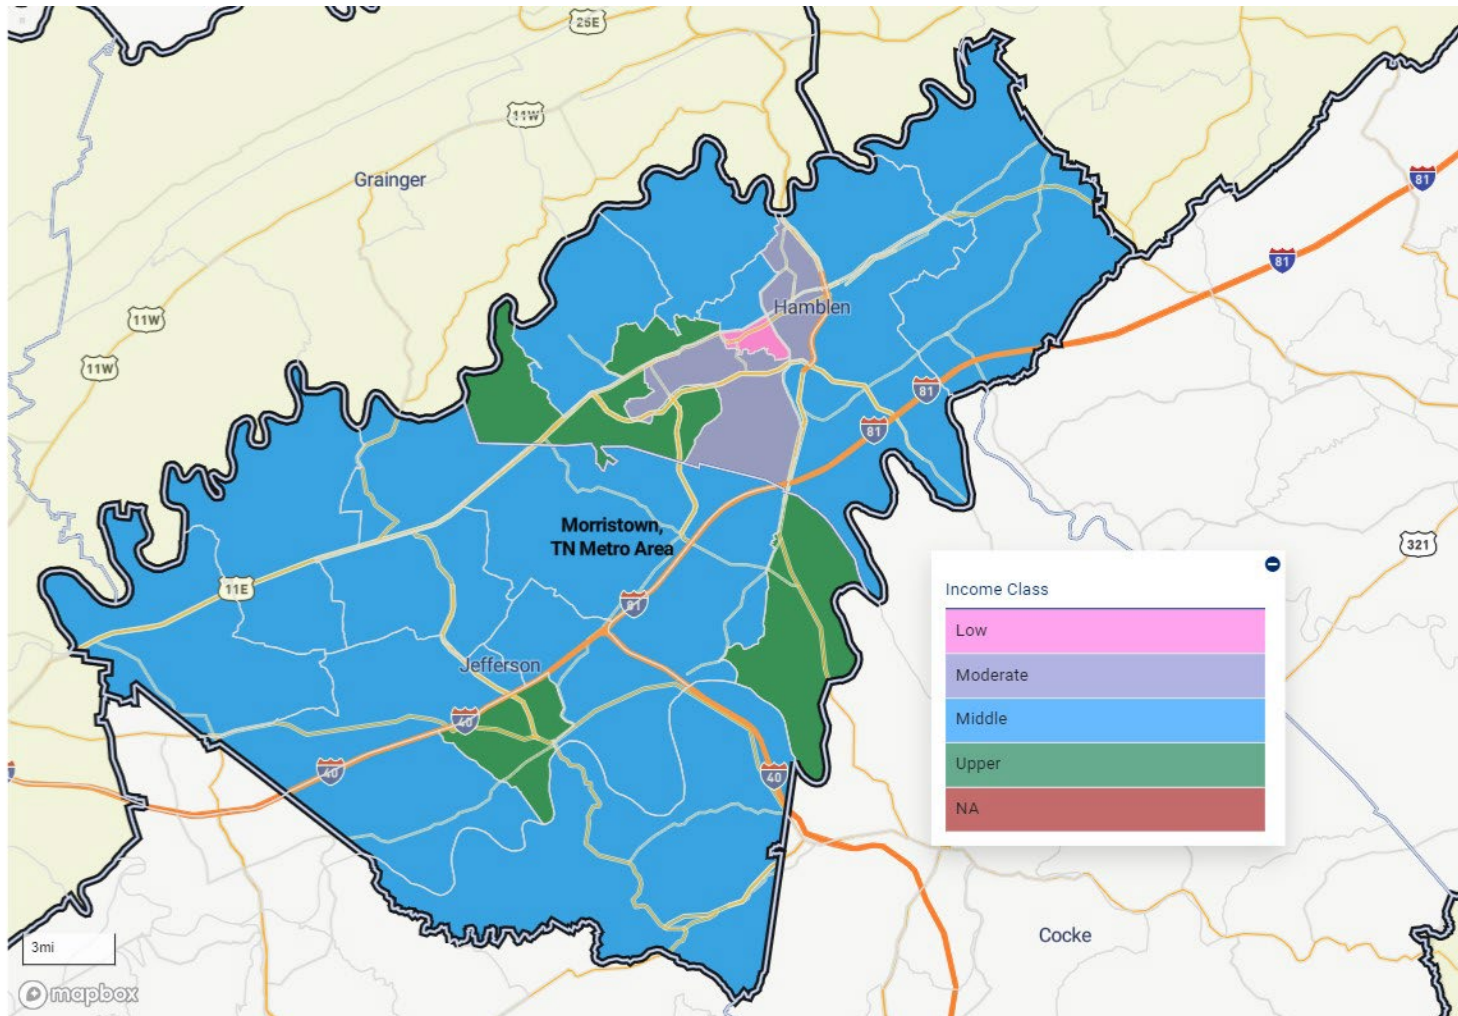 25E
11W
Grainger
81
81
11W
Hamblen
11W
81
81
Morristown,
TN Metro Area
321
11E
81
Jefferson
40
40
40
Income Class
Low
Moderate
Middle
Upper
NA
Cocke
3mi
mapbox